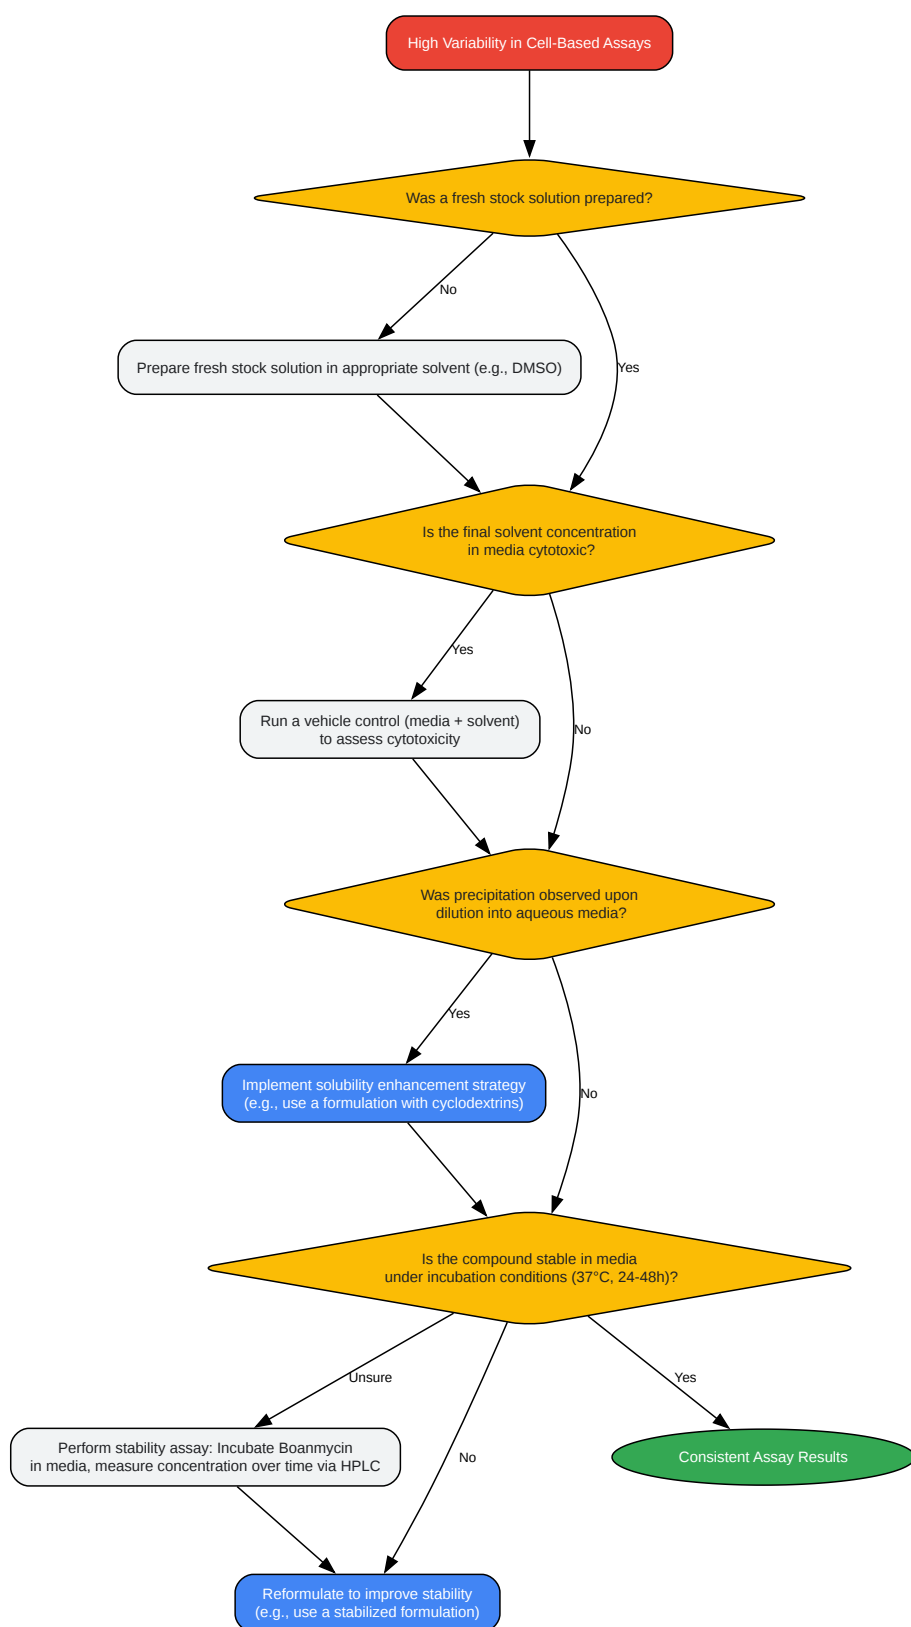 High Variability in Cell-Based Assays
Was a fresh stock solution prepared?
No
Prepare fresh stock solution in appropriate solvent (e.g., DMSO)
Yes
Is the final solvent concentration
in media cytotoxic?
Yes
Run a vehicle control (media + solvent)
to assess cytotoxicity
No
Was precipitation observed upon
dilution into aqueous media?
Yes
Implement solubility enhancement strategy
(e.g., use a formulation with cyclodextrins)
No
Is the compound stable in media
under incubation conditions (37°C, 24-48h)?
Unsure
Yes
Perform stability assay: Incubate Boanmycin
in media, measure concentration over time via HPLC
No
Consistent Assay Results
Reformulate to improve stability
(e.g., use a stabilized formulation)